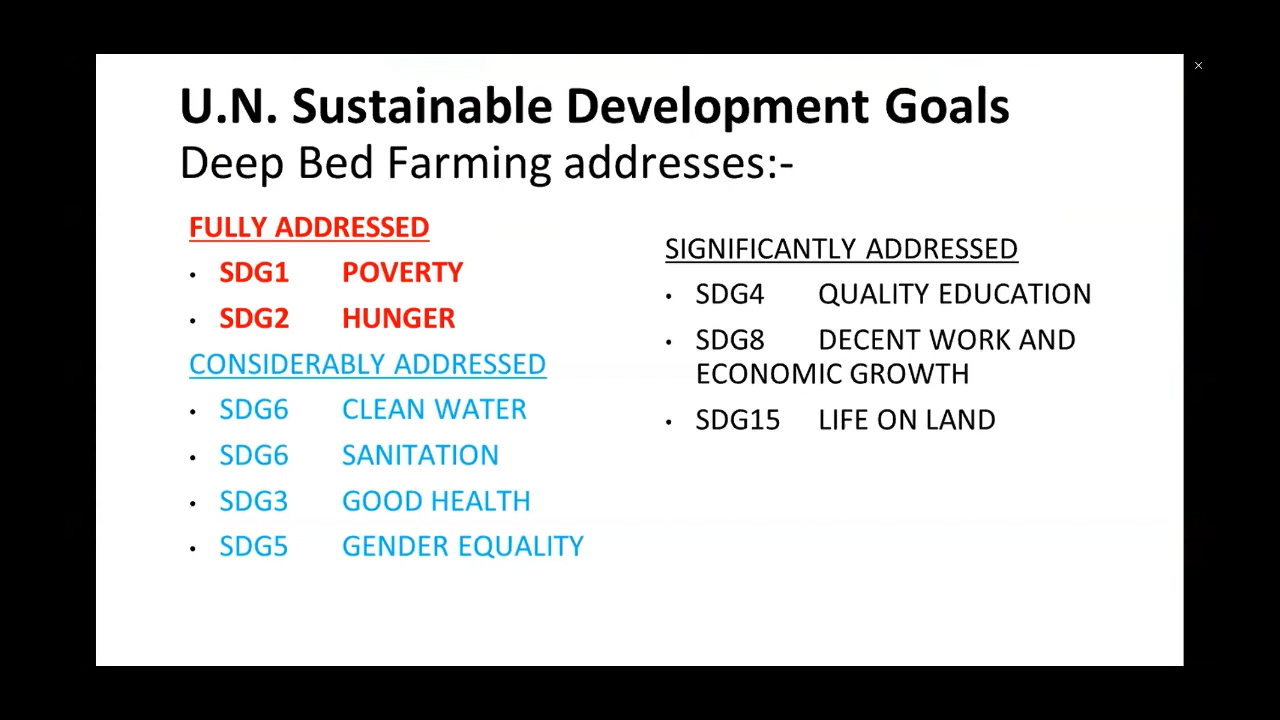 U.N. Sustainable Development Goals
Deep Bed Farming addresses:-
FULLY ADDRESSED
• SDG1 POVERTY
• SDG2 HUNGER
CONSIDERABLY ADDRESSED
• SDG6 CLEAN WATER
• SDG6 SANITATION
• SDG3 GOOD HEALTH
• SDG5 GENDER EQUALITY
SIGNIFICANTLY ADDRESSED
• SDG4 QUALITY EDUCATION
• SDG8 DECENT WORK AND
ECONOMIC GROWTH
• SDG15 LIFE ON LAND